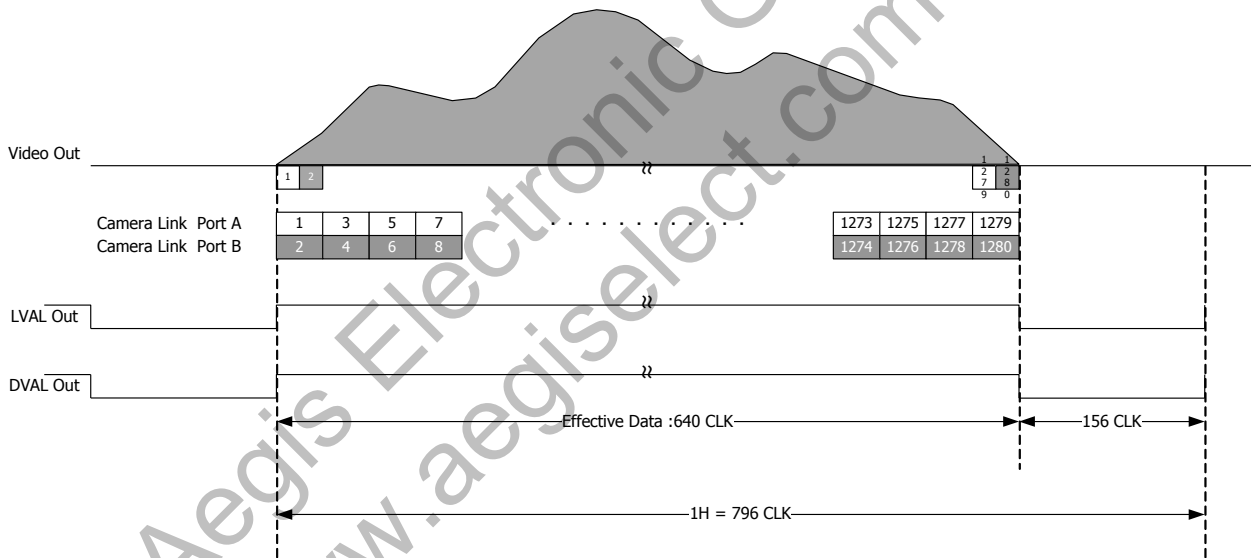 Video Out
1 2
1279 1280
Camera Link Port A
1 3 5 7 . . . . . . . . . . . . 1273 1275 1277 1279
Camera Link Port B
2 4 6 8 1274 1276 1278 1280
LVAL Out
DVAL Out
Effective Data :640 CLK
156 CLK
1H = 796 CLK
Aegis Electronic
www.aegiselect.com